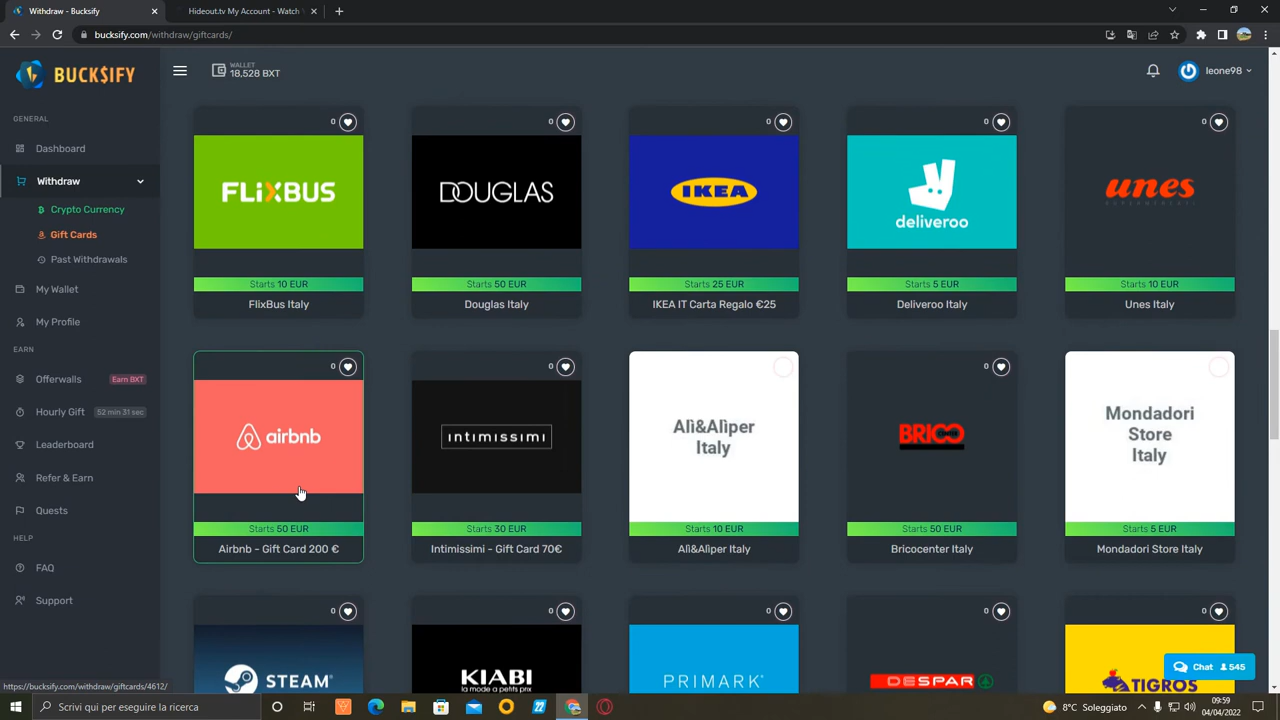 Withdraw - Bucksify
Hideout.tv My Account - Watch
bucksify.com/withdraw/giftcards/
BUCK$IFY
WALLET
18,528 BXT
leone98
GENERAL
Dashboard
Withdraw
Crypto Currency
Gift Cards
Past Withdrawals
My Wallet
My Profile
EARN
Offerwalls Earn BXT
Hourly Gift 52 min 31 sec
Leaderboard
Refer & Earn
Quests
HELP
FAQ
Support
0 0 0 0 0
FLiXBUS DOUGLAS IKEA deliveroo unes
SUPERMERCATI
Starts 10 EUR Starts 50 EUR Starts 25 EUR Starts 5 EUR Starts 10 EUR
FlixBus Italy Douglas Italy IKEA IT Carta Regalo €25 Deliveroo Italy Unes Italy
0 0 0
airbnb intimissimi Alì&Alìper
Italy
BRICO
Mondadori
Store
Italy
Starts 50 EUR Starts 30 EUR Starts 10 EUR Starts 50 EUR Starts 5 EUR
Airbnb - Gift Card 200 € Intimissimi - Gift Card 70€ Alì&Alìper Italy Bricocenter Italy Mondadori Store Italy
0 0 0 0 0
STEAM KIABI
la mode à petits prix
PRIMARK DESPAR TIGROS
Chat 545
https://bucksify.com/withdraw/giftcards/4612/
Scrivi qui per eseguire la ricerca
8°C Soleggiato
09:59
04/04/2022